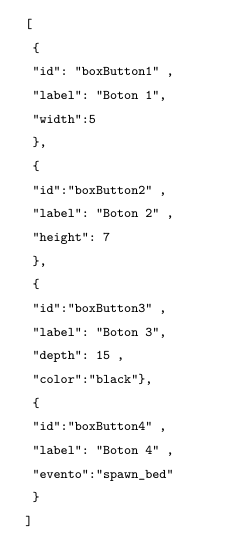 [
{
"id": "boxButton1" ,
"label": "Boton 1",
"width":5
},
{
"id":"boxButton2" ,
"label": "Boton 2" ,
"height": 7
},
{
"id":"boxButton3" ,
"label": "Boton 3",
"depth": 15 ,
"color":"black"},
{
"id":"boxButton4" ,
"label": "Boton 4" ,
"evento":"spawn_bed"
}
]